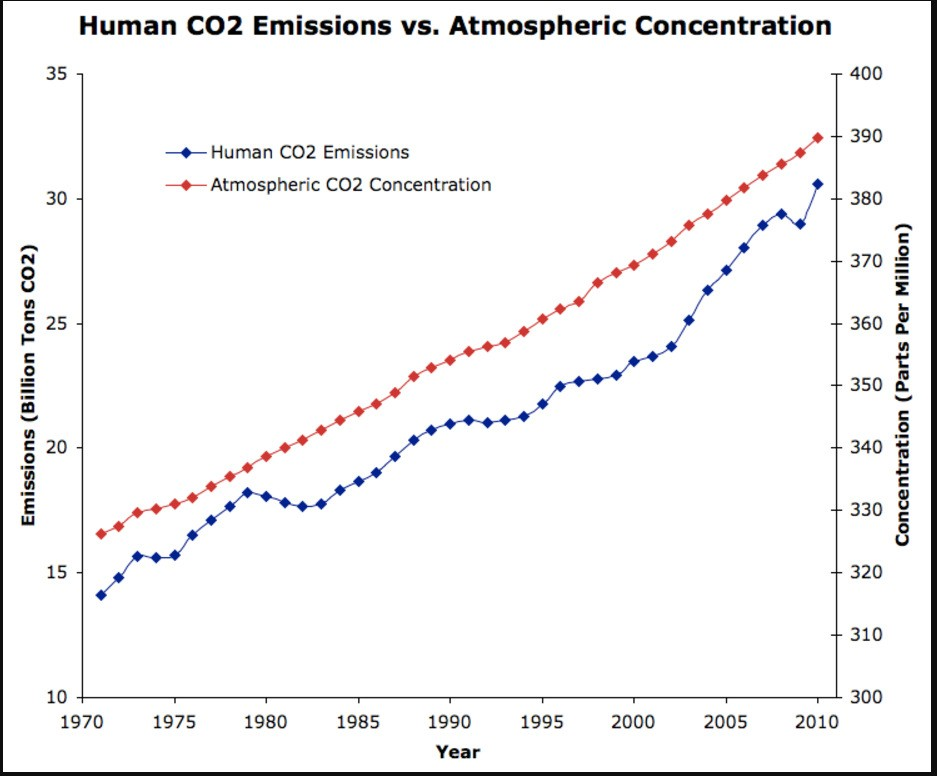 Human CO2 Emissions vs. Atmospheric Concentration
35
30
25
20
15
10
Emissions (Billion Tons CO2)
Human CO2 Emissions
Atmospheric CO2 Concentration
400
390
380
370
360
350
340
330
320
310
300
Concentration (Parts Per Million)
1970 1975 1980 1985 1990 1995 2000 2005 2010
Year